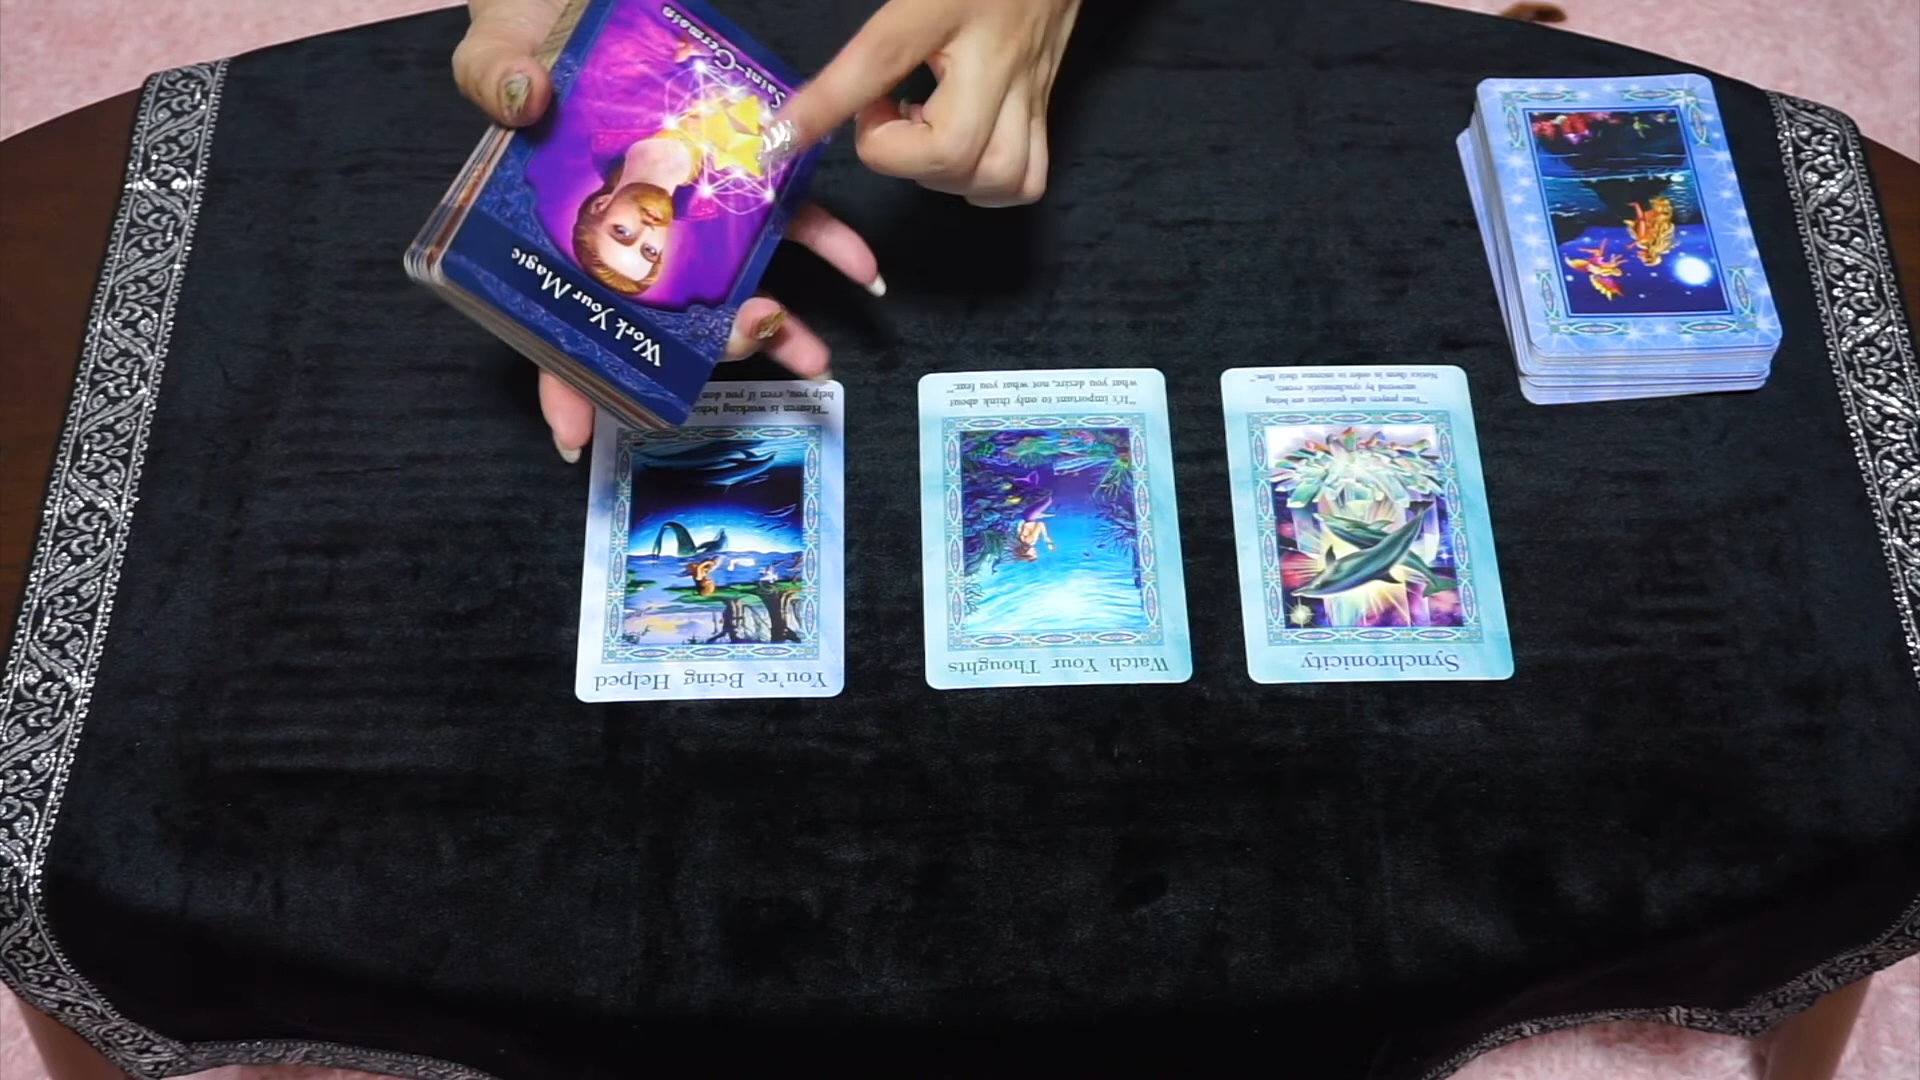 Work Your Magic
Saint-Germain
You're Being Helped
"Heaven is working behi
help you, even if you don
Watch Your Thoughts
"It's important to only think about
what you desire, not what you fear."
Synchronicity
"Your prayers and questions are being
answered by synchronistic events.
Notice them in order to increase their flow."